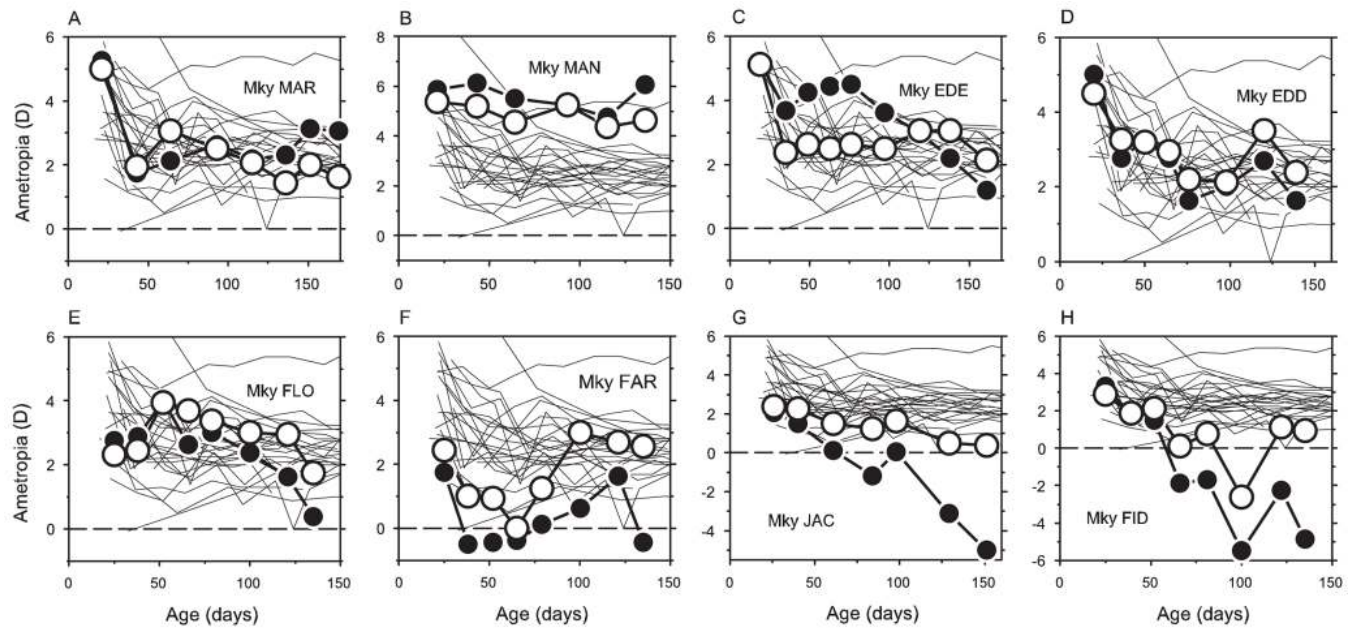 A B C D
6 8 6 6
Mky MAR Mky MAN Mky EDE Mky EDD
4 6 4 4
Ametropia (D)
2 4 2 2
2
0 0 0 0
0 50 100 150 0 50 100 150 0 50 100 150 0 50 100 150
E F G H
6 6 6 6
Mky FLO Mky FAR
4 4 4 4
2 2 2 2
Ametropia (D)
0 0 0 0
-2 -2
Mky JAC Mky FID
-4 -4
-6
0 50 100 150 0 50 100 150 0 50 100 150 0 50 100 150
Age (days) Age (days) Age (days) Age (days)